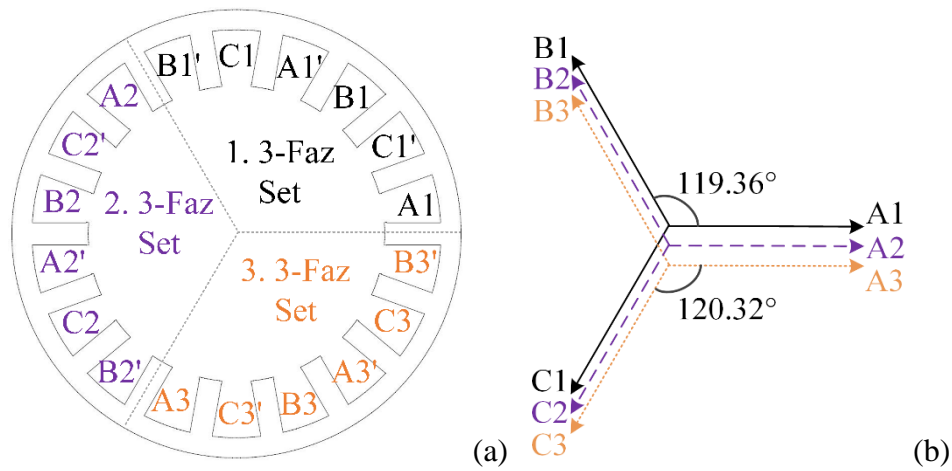 B1'
C1
A1'
B1
C1'
A1
1. 3-Faz
Set
A2
C2'
B2
A2'
C2
B2'
2. 3-Faz
Set
B3'
C3
A3'
B3
C3'
A3
3. 3-Faz
Set
(a)
B1
B2
B3
119.36°
A1
A2
A3
120.32°
C1
C2
C3
(b)